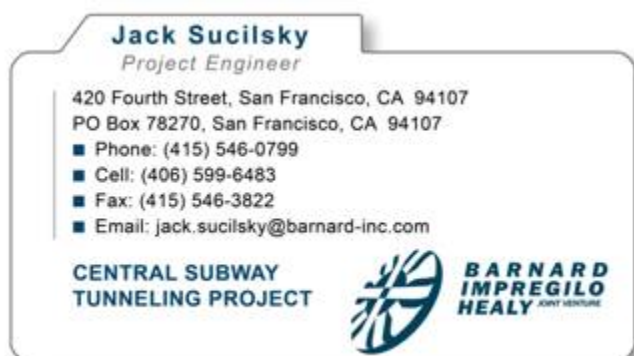 Jack Sucilsky
Project Engineer
420 Fourth Street, San Francisco, CA 94107
PO Box 78270, San Francisco, CA 94107
Phone: (415) 546-0799
Cell: (406) 599-6483
Fax: (415) 546-3822
Email: jack.sucilsky@barnard-inc.com
CENTRAL SUBWAY
TUNNELING PROJECT
BARNARD
IMPREGILO
HEALY JOINT VENTURE